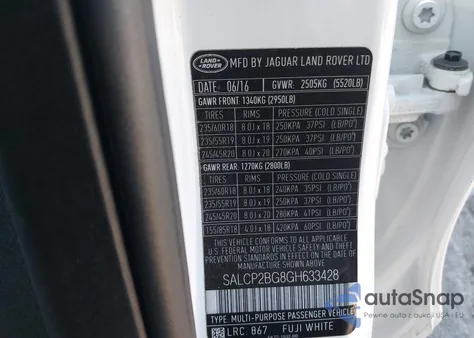 LAND ROVER MFD BY JAGUAR LAND ROVER LTD
DATE 06/16 GVWR. 2505KG (5520LB)
GAWR FRONT: 1340KG (2950LB)
TIRES RIMS PRESSURE (COLD SINGLE)
235/60R18 8.0J x 18 250KPA 37PSI (LB/PO²)
235/55R19 8.0J x 19 250KPA 37PSI (LB/PO²)
245/45R20 8.0J x 20 270KPA 40PSI (LB/PO²)
GAWR REAR: 1270KG (2800LB)
TIRES RIMS PRESSURE (COLD SINGLE)
235/60R18 8.0J x 18 240KPA 35PSI (LB/PO²)
235/55R19 8.0J x 19 250KPA 37PSI (LB/PO²)
245/45R20 8.0J x 20 280KPA 41PSI (LB/PO²)
155/85R18 4.0J x 18 420KPA 60PSI (LB/PO²)
THIS VEHICLE CONFORMS TO ALL APPLICABLE
U.S. FEDERAL MOTOR VEHICLE SAFETY AND THEFT
PREVENTION STANDARDS IN EFFECT ON THE DATE OF
MANUFACTURE SHOWN ABOVE.
SALCP2BG8GH633428
TYPE: MULTI-PURPOSE PASSENGER VEHICLE
LRC: 867 FUJI WHITE
autaSnap
Pewne auta z aukcji w USA